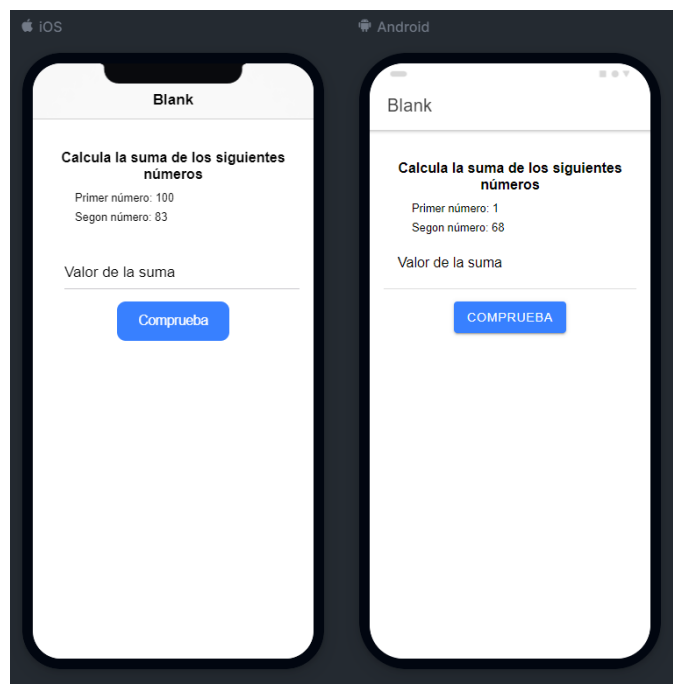 iOS
Blank
Calcula la suma de los siguientes
números
Primer número: 100
Segon número: 83
Valor de la suma
Comprueba
Android
Blank
Calcula la suma de los siguientes
números
Primer número: 1
Segon número: 68
Valor de la suma
COMPRUEBA